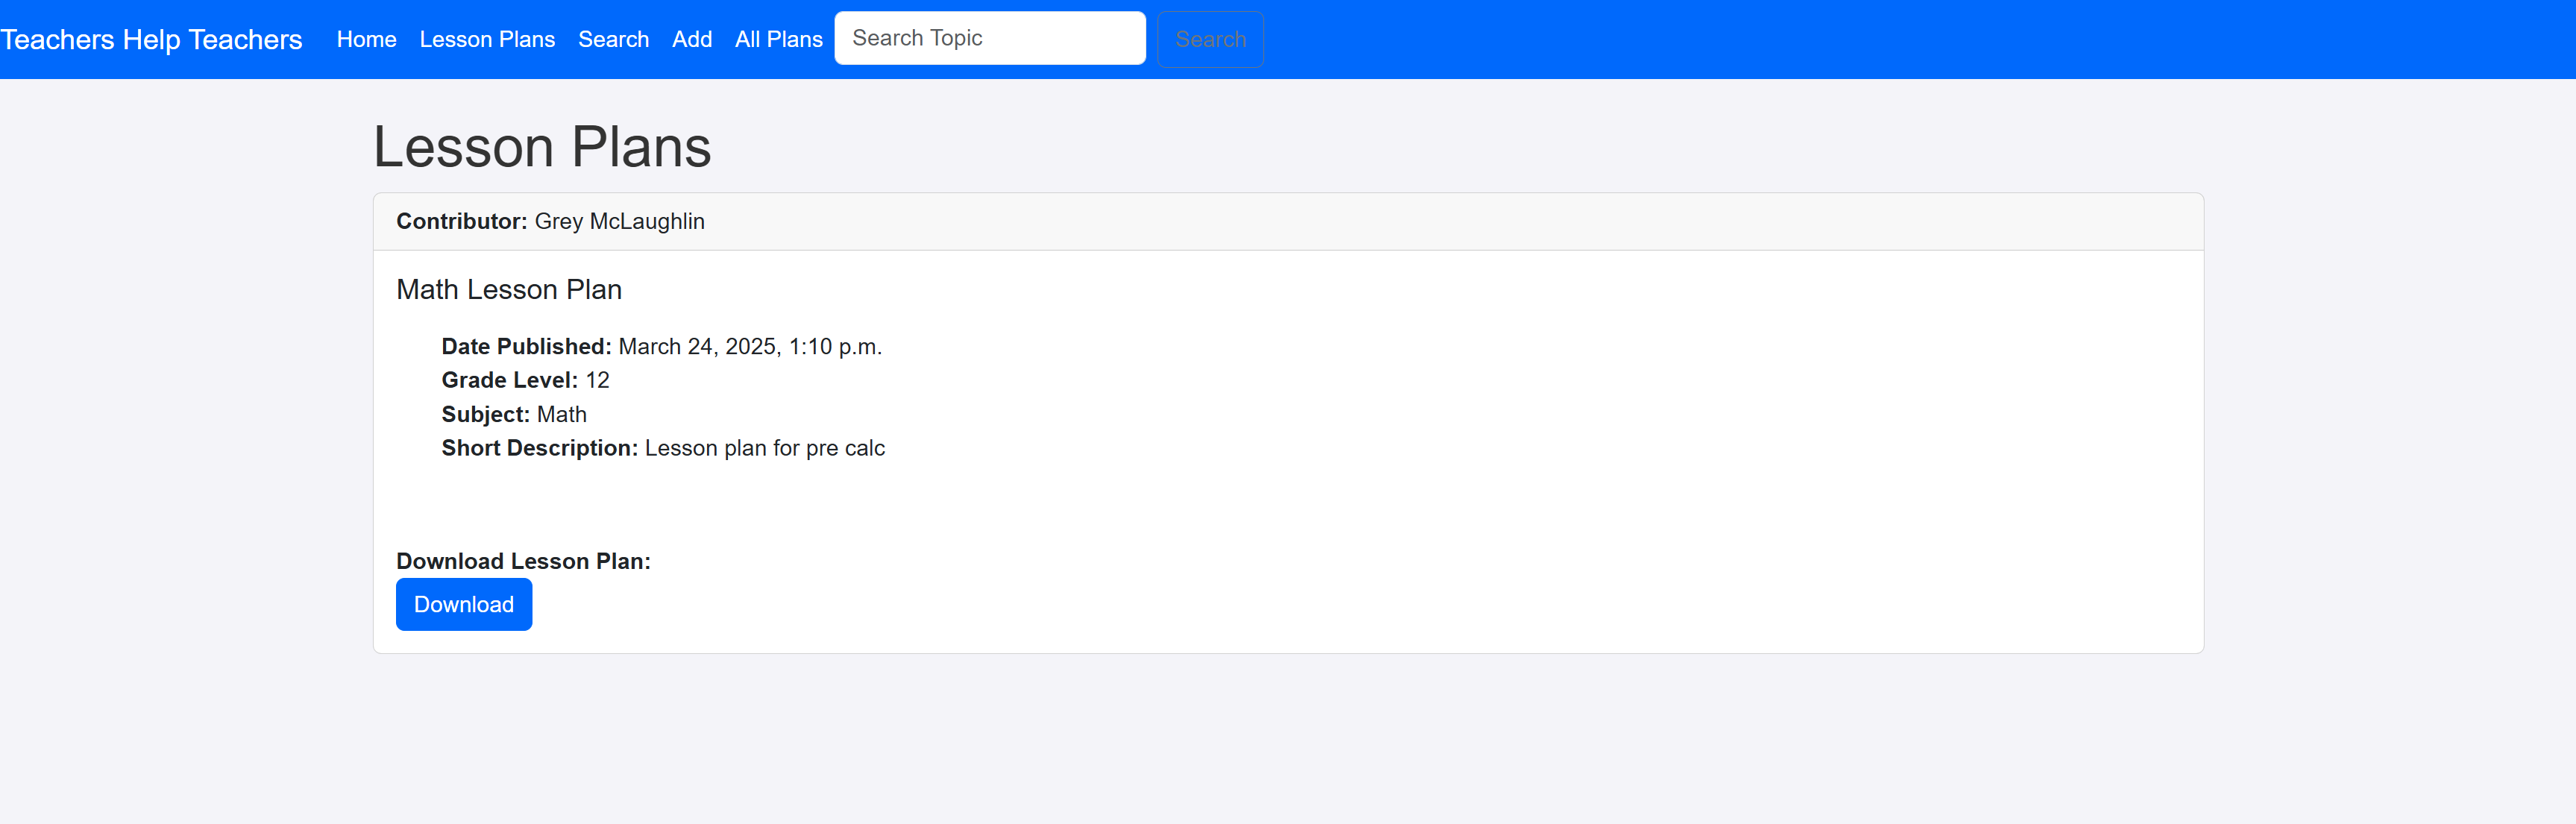 Teachers Help Teachers Home Lesson Plans Search Add All Plans Search Topic Search
Lesson Plans
Contributor: Grey McLaughlin
Math Lesson Plan
Date Published: March 24, 2025, 1:10 p.m.
Grade Level: 12
Subject: Math
Short Description: Lesson plan for pre calc
Download Lesson Plan:
Download